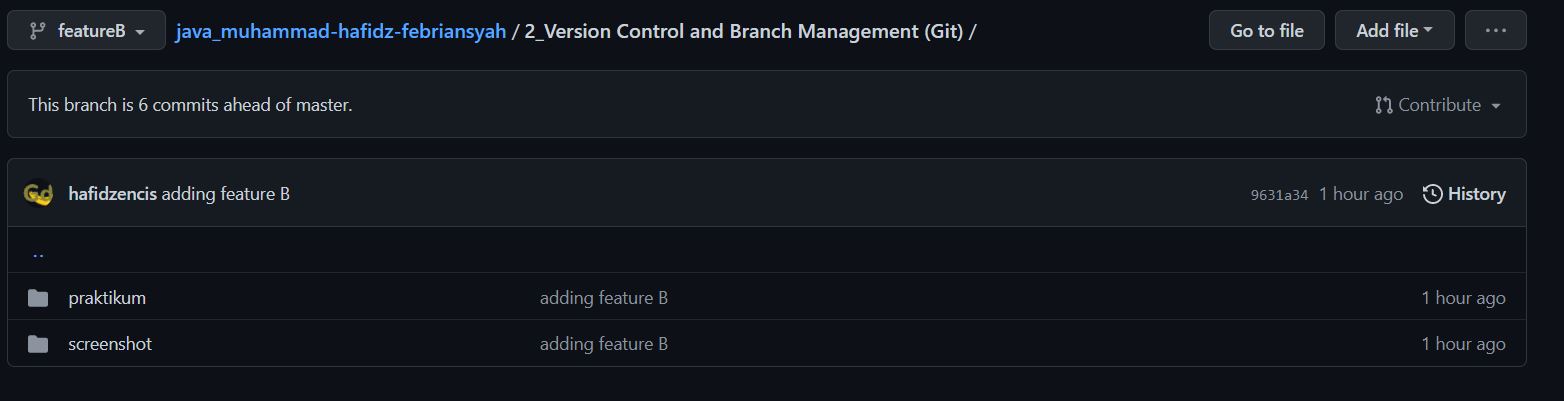 featureB java_muhammad-hafidz-febriansyah / 2_Version Control and Branch Management (Git) / Go to file Add file ...
This branch is 6 commits ahead of master. Contribute
Gd hafidzencis adding feature B 9631a34 1 hour ago History
..
praktikum adding feature B 1 hour ago
screenshot adding feature B 1 hour ago